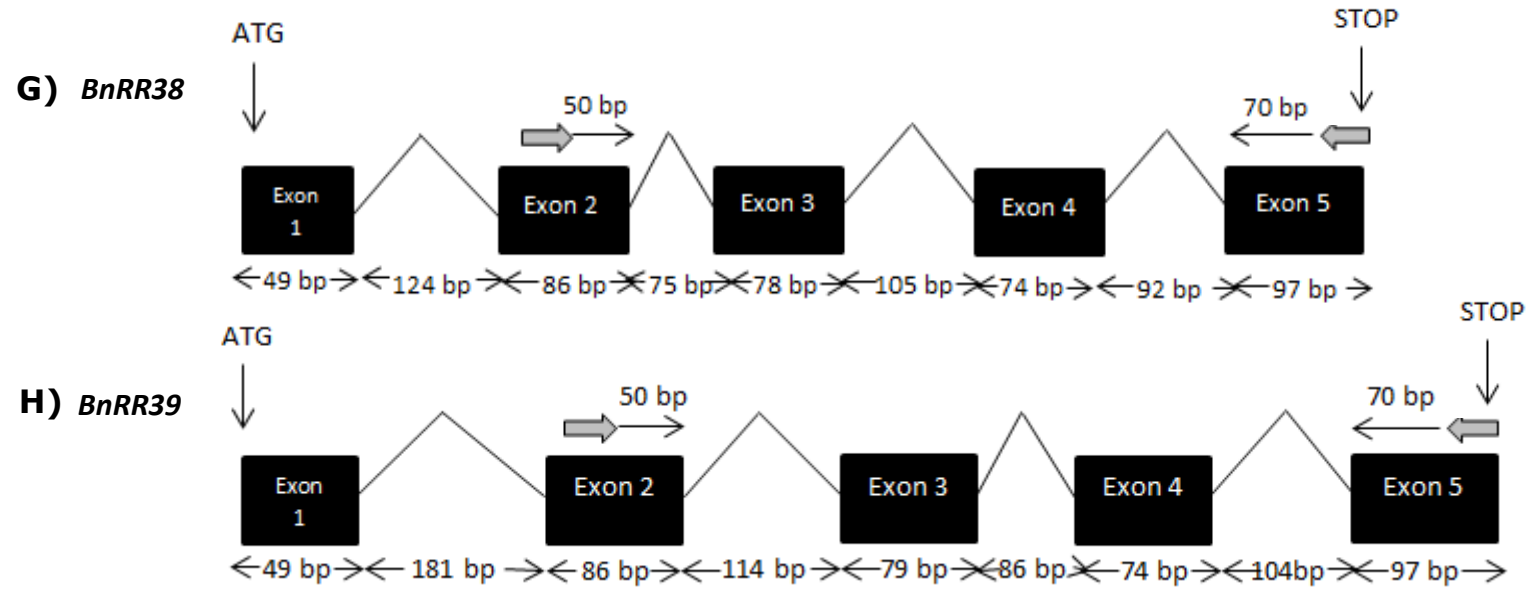 ATG
STOP
G) BnRR38
50 bp
70 bp
Exon 1
Exon 2
Exon 3
Exon 4
Exon 5
49 bp
124 bp
86 bp
75 bp
78 bp
105 bp
74 bp
92 bp
97 bp
ATG
STOP
H) BnRR39
50 bp
70 bp
Exon 1
Exon 2
Exon 3
Exon 4
Exon 5
49 bp
181 bp
86 bp
114 bp
79 bp
86 bp
74 bp
104bp
97 bp